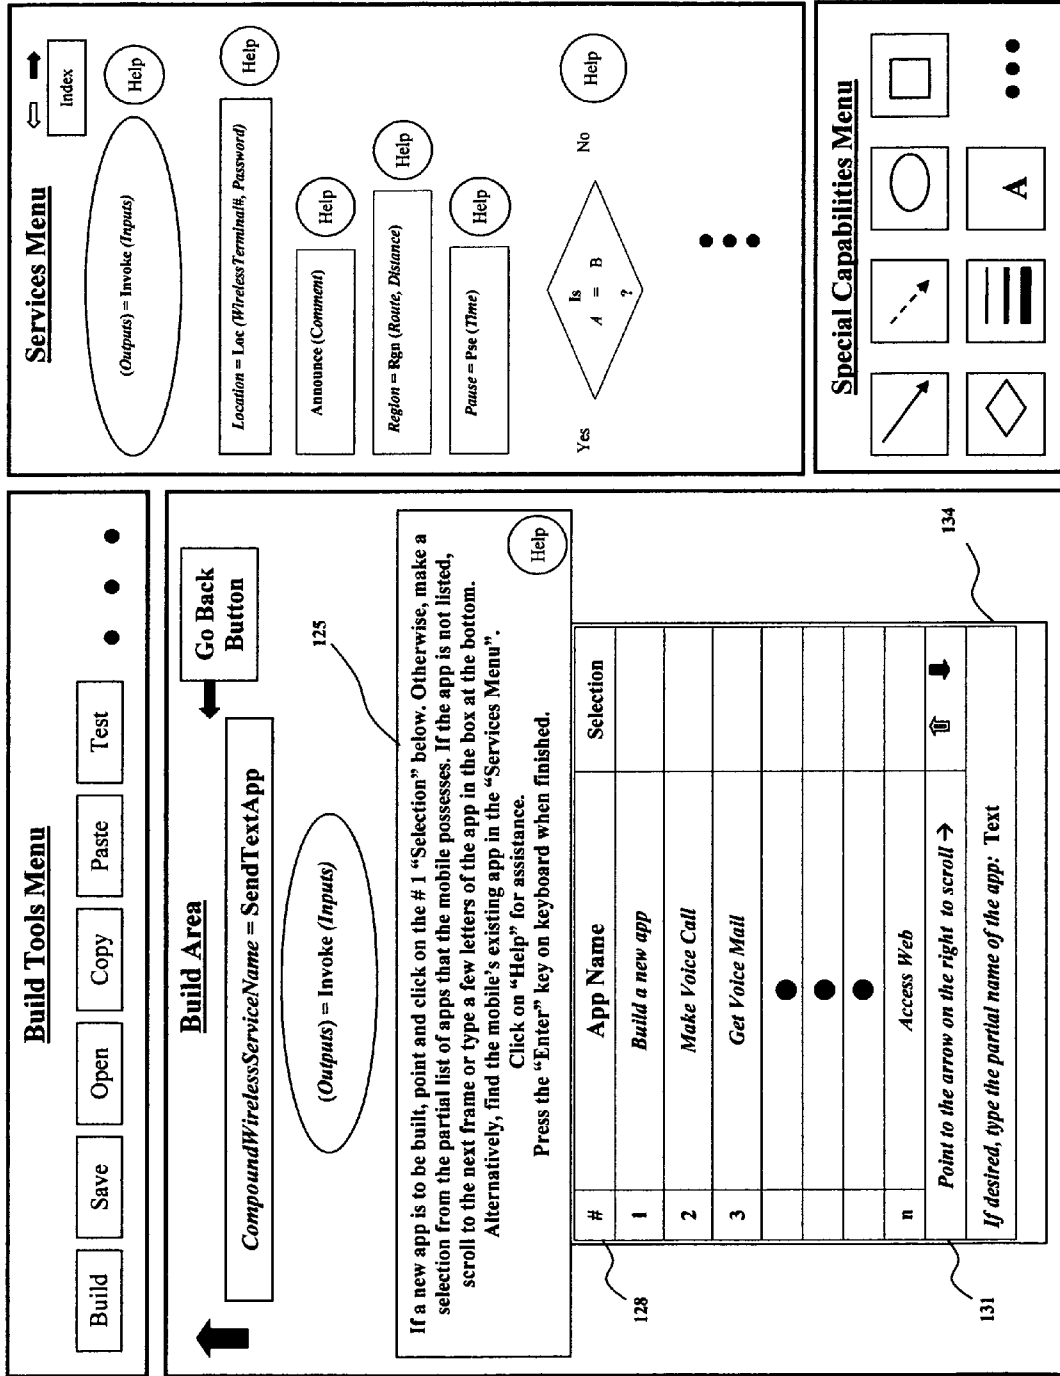 Build Tools Menu
Build
Save
Open
Copy
Paste
Test
Build Area
CompoundWirelessServiceName = SendTextApp
Go Back
Button
(Outputs) = Invoke (Inputs)
125
If a new app is to be built, point and click on the # 1 “Selection” below. Otherwise, make a
selection from the partial list of apps that the mobile possesses. If the app is not listed,
scroll to the next frame or type a few letters of the app in the box at the bottom.
Alternatively, find the mobile’s existing app in the “Services Menu”.
Click on “Help” for assistance.
Press the “Enter” key on keyboard when finished.
Help
# App Name Selection
1 Build a new app
2 Make Voice Call
3 Get Voice Mail
n Access Web
Point to the arrow on the right to scroll →
If desired, type the partial name of the app: Text
128
131
134
Services Menu
Index
(Outputs) = Invoke (Inputs)
Help
Location = Loc (WirelessTerminal#, Password)
Help
Announce (Comment)
Help
Region = Rgn (Route, Distance)
Help
Pause = Pse (Time)
Help
Yes
Is
A = B
?
No
Help
Special Capabilities Menu
A